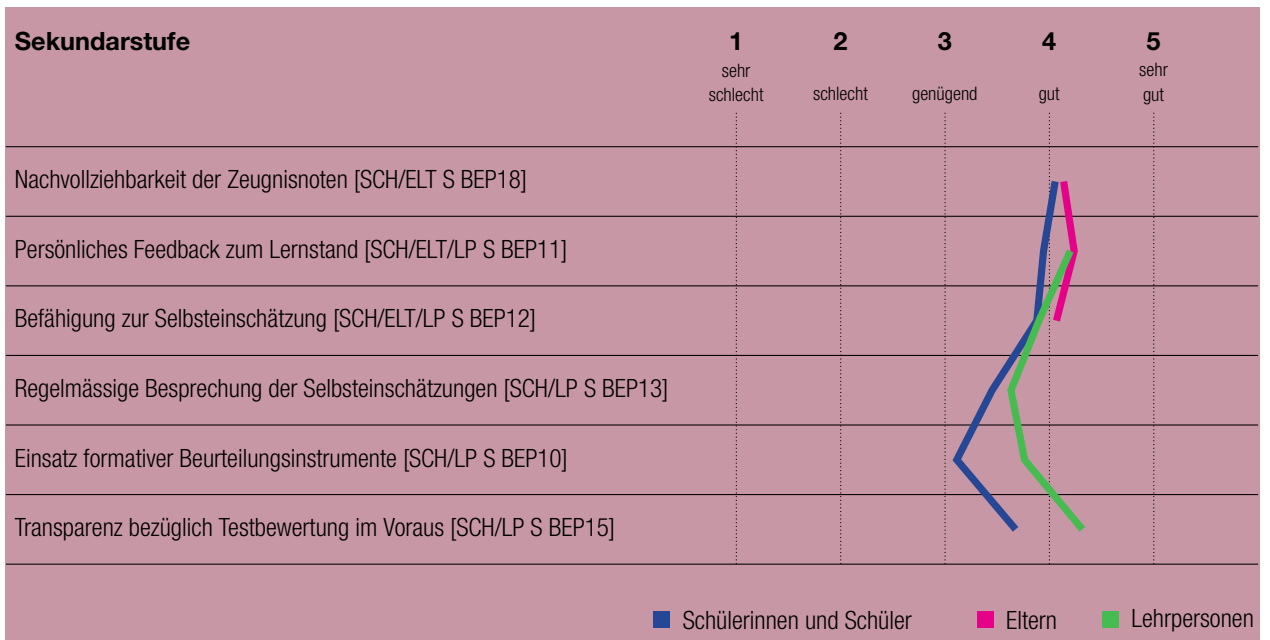 Sekundarstufe 1 2 3 4 5
sehr schlecht schlecht genügend gut sehr gut
Nachvollziehbarkeit der Zeugnisnoten [SCH/ELT S BEP18]
Persönliches Feedback zum Lernstand [SCH/ELT/LP S BEP11]
Befähigung zur Selbsteinschätzung [SCH/ELT/LP S BEP12]
Regelmässige Besprechung der Selbsteinschätzungen [SCH/LP S BEP13]
Einsatz formativer Beurteilungsinstrumente [SCH/LP S BEP10]
Transparenz bezüglich Testbewertung im Voraus [SCH/LP S BEP15]
Schülerinnen und Schüler Eltern Lehrpersonen